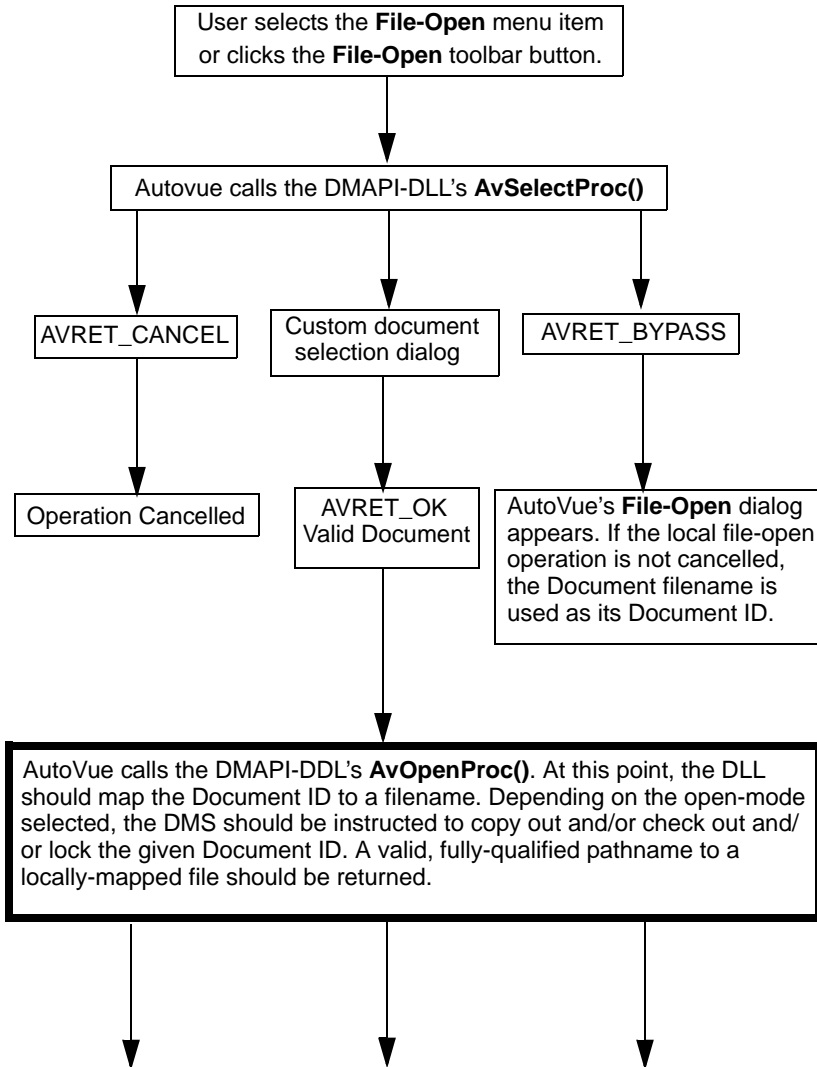 User selects the File-Open menu item
or clicks the File-Open toolbar button.
Autovue calls the DMAPI-DLL's AvSelectProc()
AVRET_CANCEL
Custom document
selection dialog
AVRET_BYPASS
Operation Cancelled
AVRET_OK
Valid Document
AutoVue's File-Open dialog
appears. If the local file-open
operation is not cancelled,
the Document filename is
used as its Document ID.
AutoVue calls the DMAPI-DDL's AvOpenProc(). At this point, the DLL
should map the Document ID to a filename. Depending on the open-mode
selected, the DMS should be instructed to copy out and/or check out and/
or lock the given Document ID. A valid, fully-qualified pathname to a
locally-mapped file should be returned.